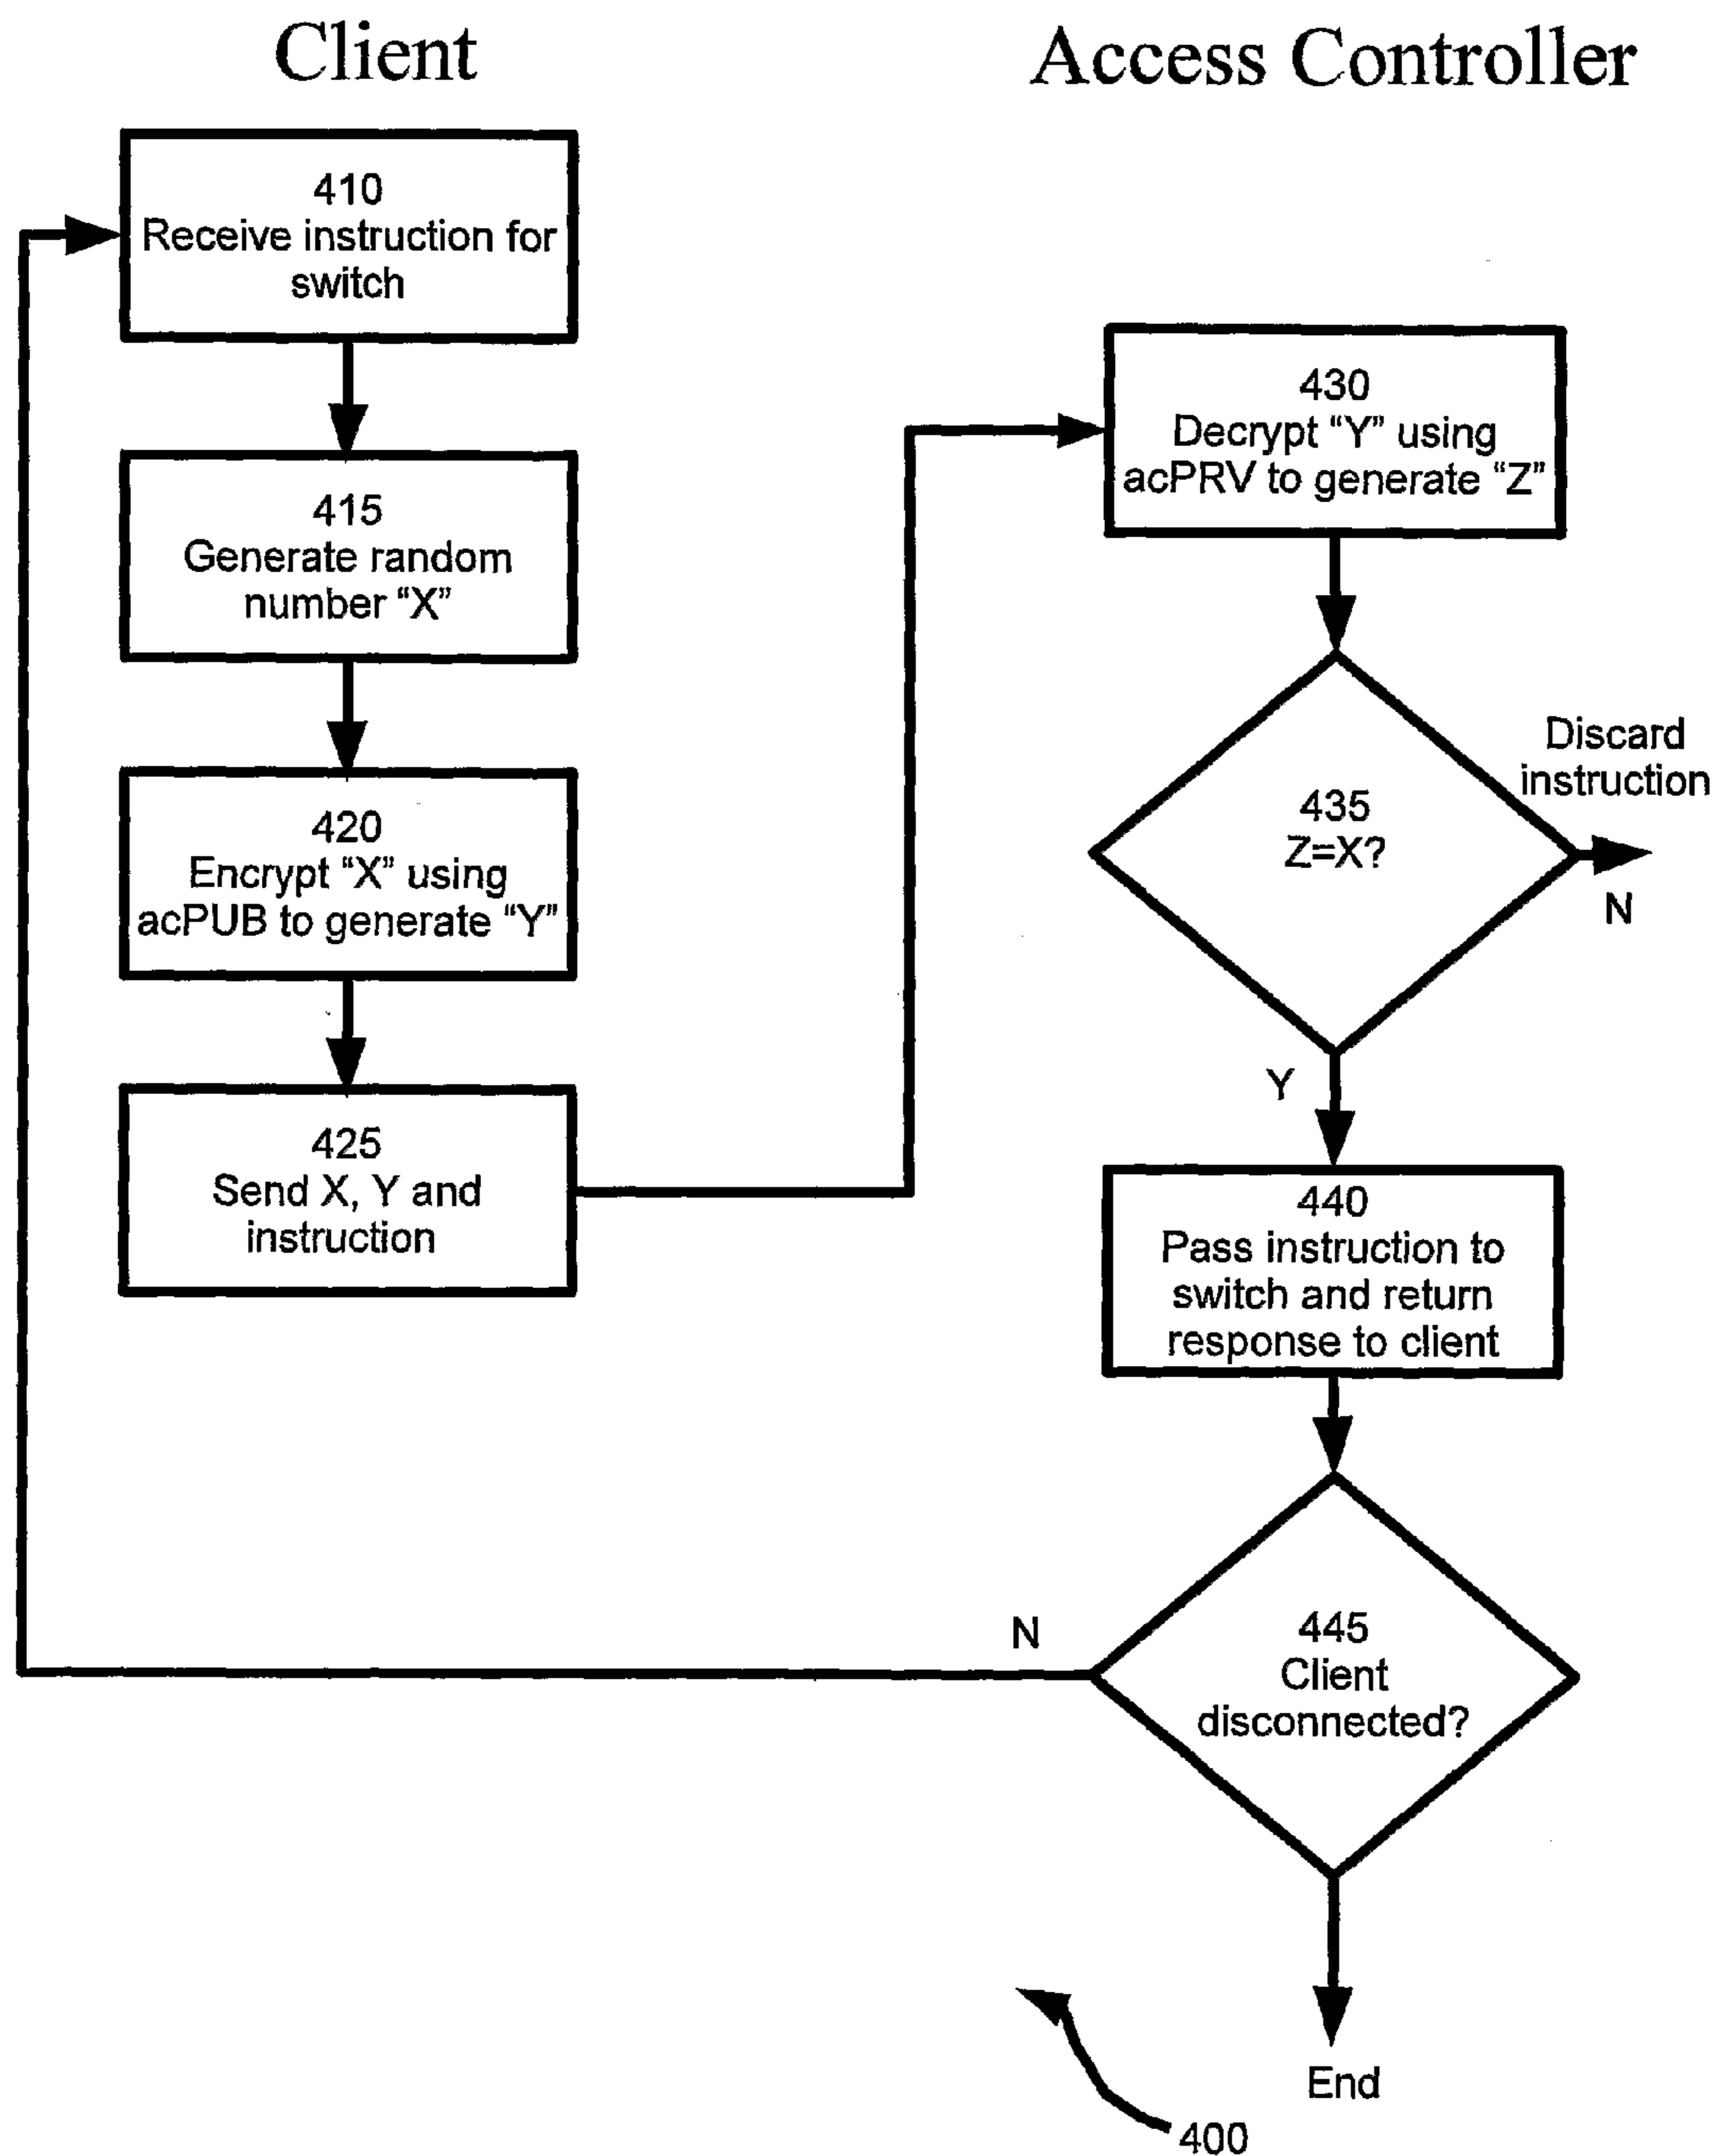 Client
Access Controller
410
Receive instruction for
switch
415
Generate random
number “X”
420
Encrypt “X” using
acPUB to generate “Y”
425
Send X, Y and
instruction
430
Decrypt “Y” using
acPRV to generate “Z”
435
Z=X?
Discard
instruction
N
Y
440
Pass instruction to
switch and return
response to client
445
Client
disconnected?
N
End
400